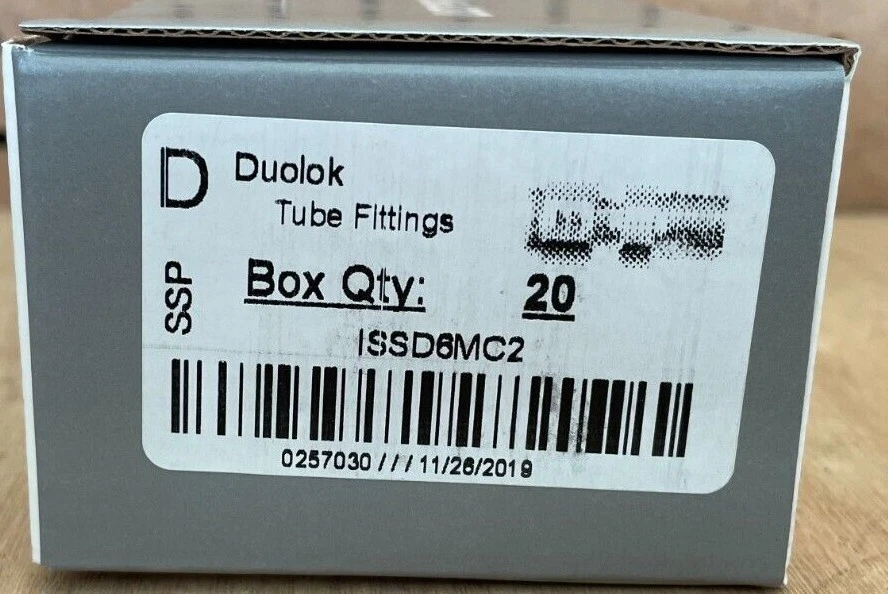 D
Duolok
Tube Fittings
SSP
Box Qty: 20
ISSD6MC2
0257030 /// 11/26/2019